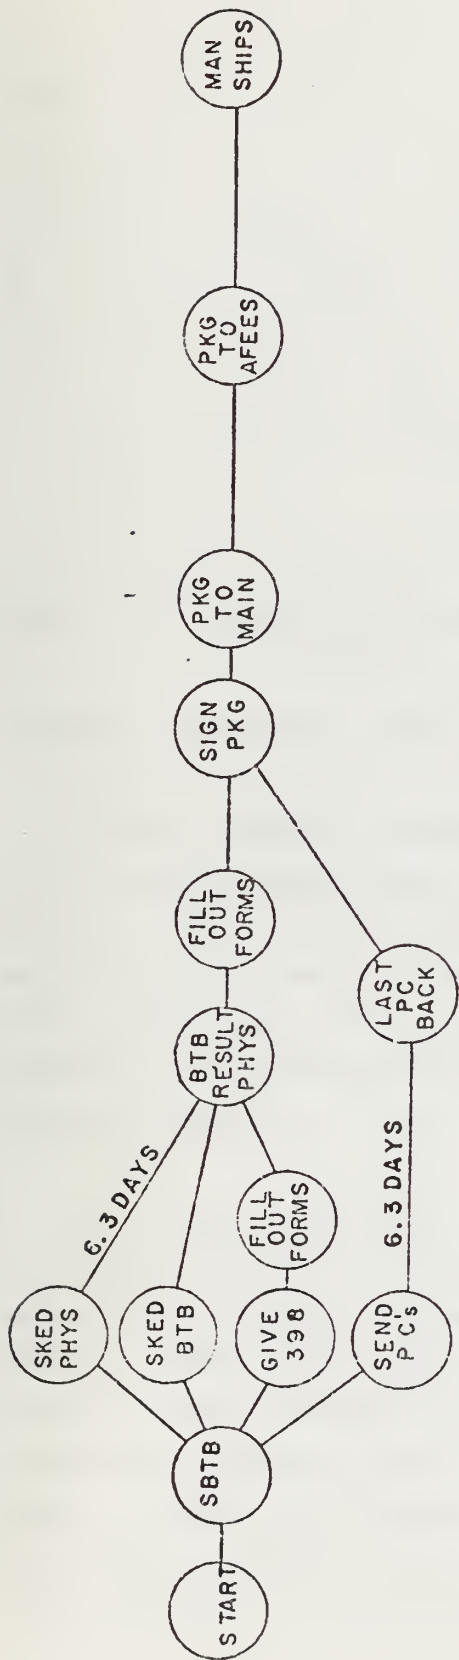 START
SBTB
SKED
PHYS
6.3 DAYS
SKED
BTB
GIVE
398
FILL
OUT
FORMS
SEND
PC's
6.3 DAYS
LAST
PC
BACK
BTB
RESULT
PHYS
FILL
OUT
FORMS
SIGN
PKG
PKG
TO
MAIN
PKG
TO
AFEES
MAN
SHIPS